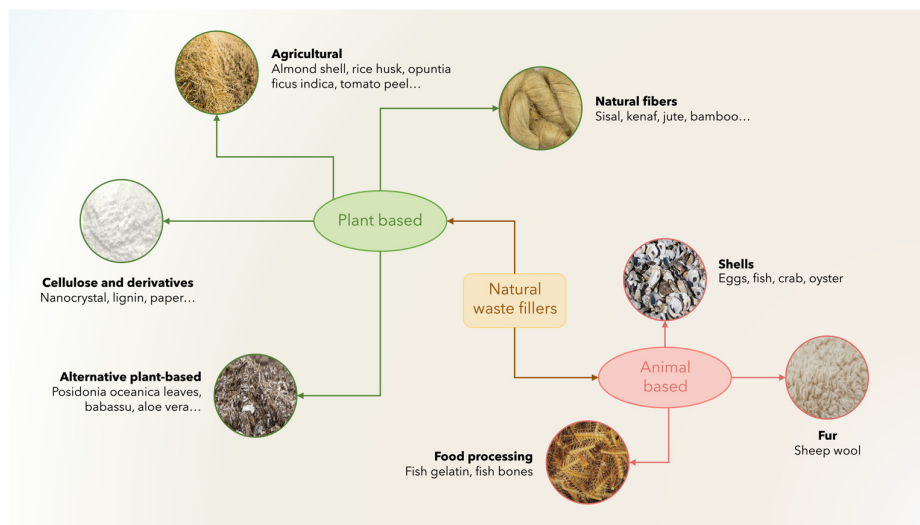 Agricultural
Almond shell, rice husk, opuntia
ficus indica, tomato peel…
Natural fibers
Sisal, kenaf, jute, bamboo…
Plant based
Cellulose and derivatives
Nanocrystal, lignin, paper…
Shells
Eggs, fish, crab, oyster
Natural
waste fillers
Alternative plant-based
Posidonia oceanica leaves,
babassu, aloe vera…
Animal
based
Fur
Sheep wool
Food processing
Fish gelatin, fish bones